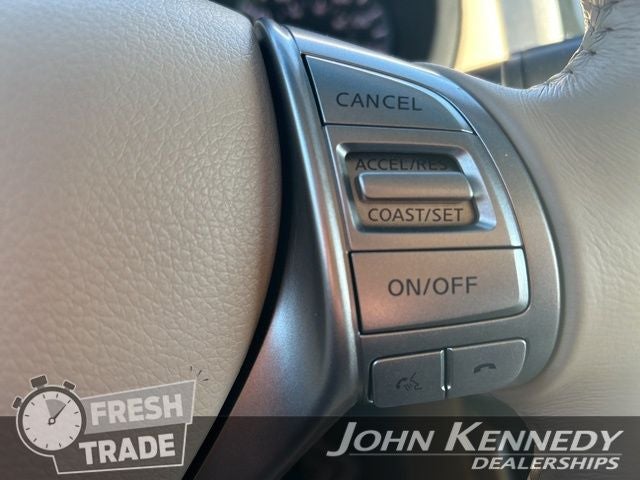 CANCEL
ACCEL/RES
COAST/SET
ON/OFF
FRESH
TRADE
JOHN KENNEDY
DEALERSHIPS